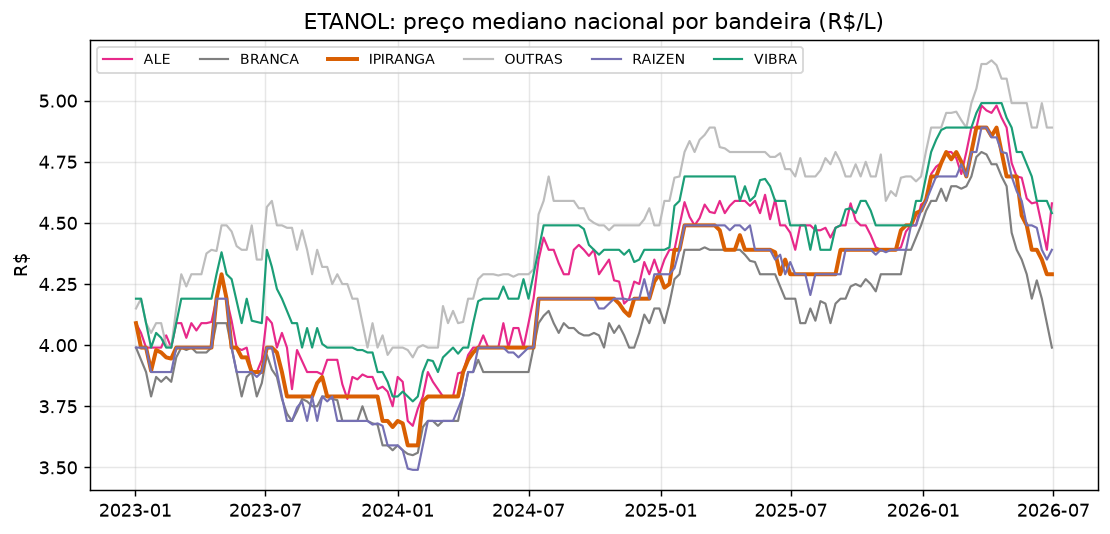 ETANOL: preço mediano nacional por bandeira (R$/L)
ALE BRANCA IPIRANGA OUTRAS RAIZEN VIBRA
R$
5.00
4.75
4.50
4.25
4.00
3.75
3.50
2023-01 2023-07 2024-01 2024-07 2025-01 2025-07 2026-01 2026-07